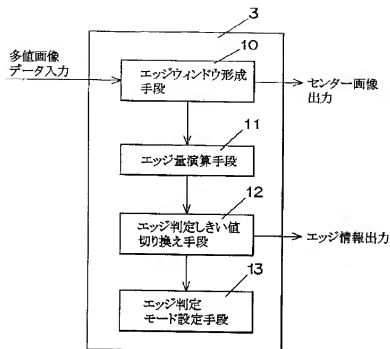 3
10
多値画像
データ入力
エッジウィンドウ形成
手段
センター画像
出力
11
エッジ量演算手段
12
エッジ判定しきい値
切り換え手段
エッジ情報出力
13
エッジ判定
モード設定手段